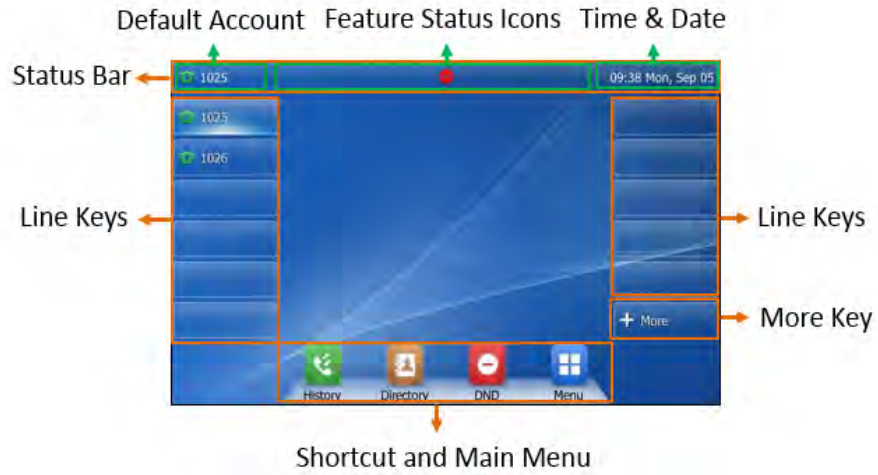 Default Account Feature Status Icons Time & Date
Status Bar
1025
09:38 Mon, Sep 05
1025
1026
Line Keys
Line Keys
+ More
More Key
History Directory DND Menu
Shortcut and Main Menu